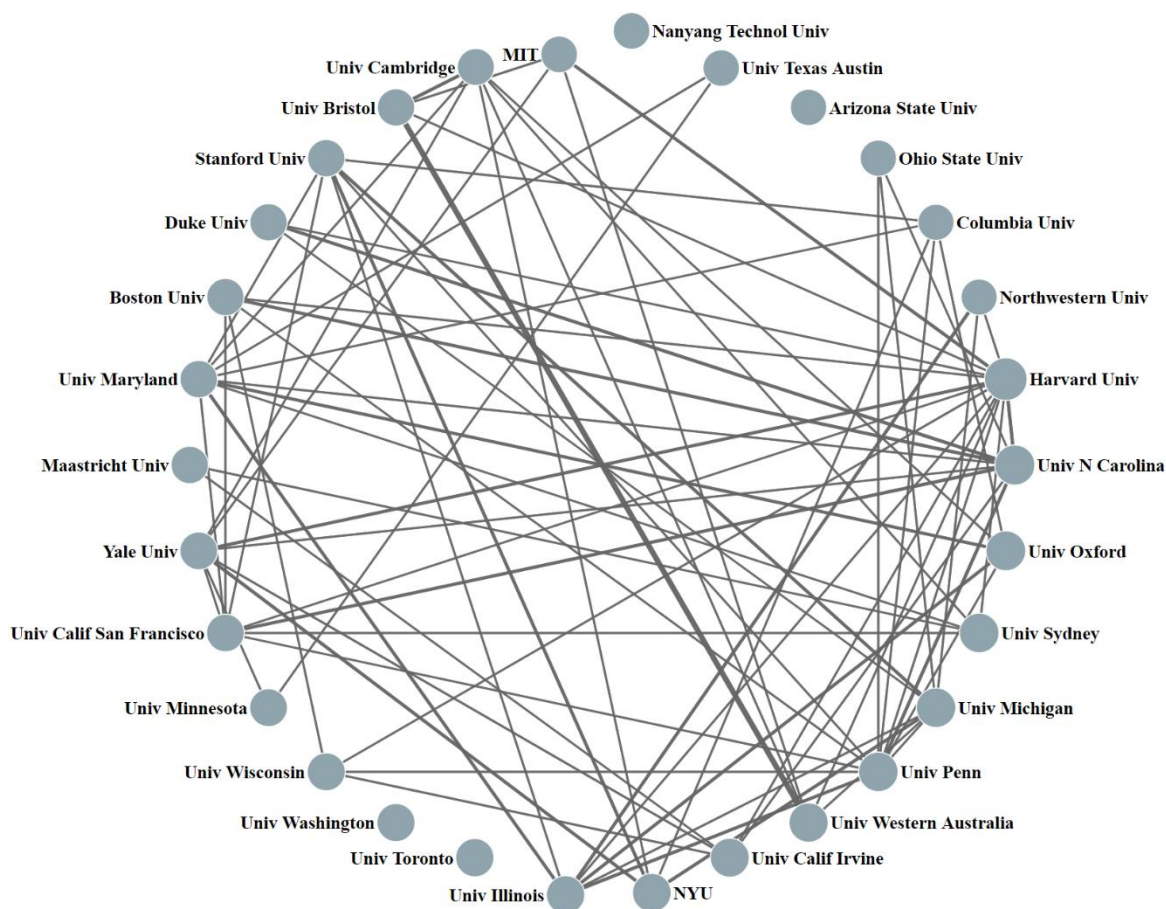 Nanyang Technol Univ
MIT
Univ Cambridge
Univ Texas Austin
Univ Bristol
Arizona State Univ
Stanford Univ
Ohio State Univ
Duke Univ
Columbia Univ
Boston Univ
Northwestern Univ
Univ Maryland
Harvard Univ
Maastricht Univ
Univ N Carolina
Yale Univ
Univ Oxford
Univ Calif San Francisco
Univ Sydney
Univ Minnesota
Univ Michigan
Univ Wisconsin
Univ Penn
Univ Washington
Univ Western Australia
Univ Toronto
Univ Calif Irvine
Univ Illinois
NYU